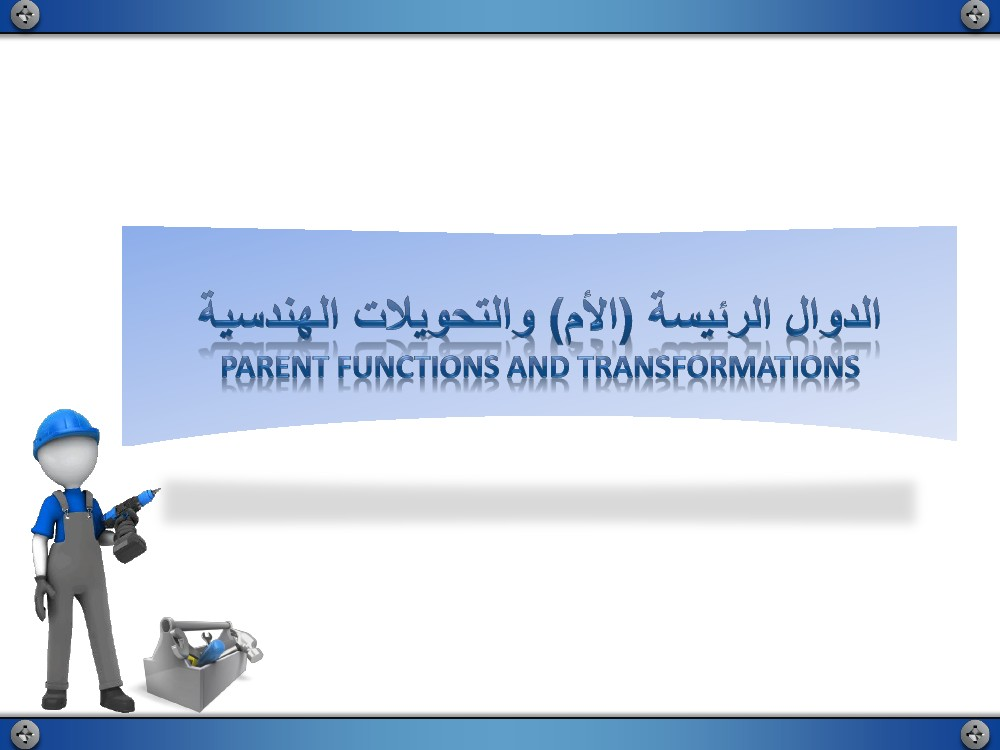 الدوال الرئيسة (الأم) والتحويلات الهندسية
PARENT FUNCTIONS AND TRANSFORMATIONS